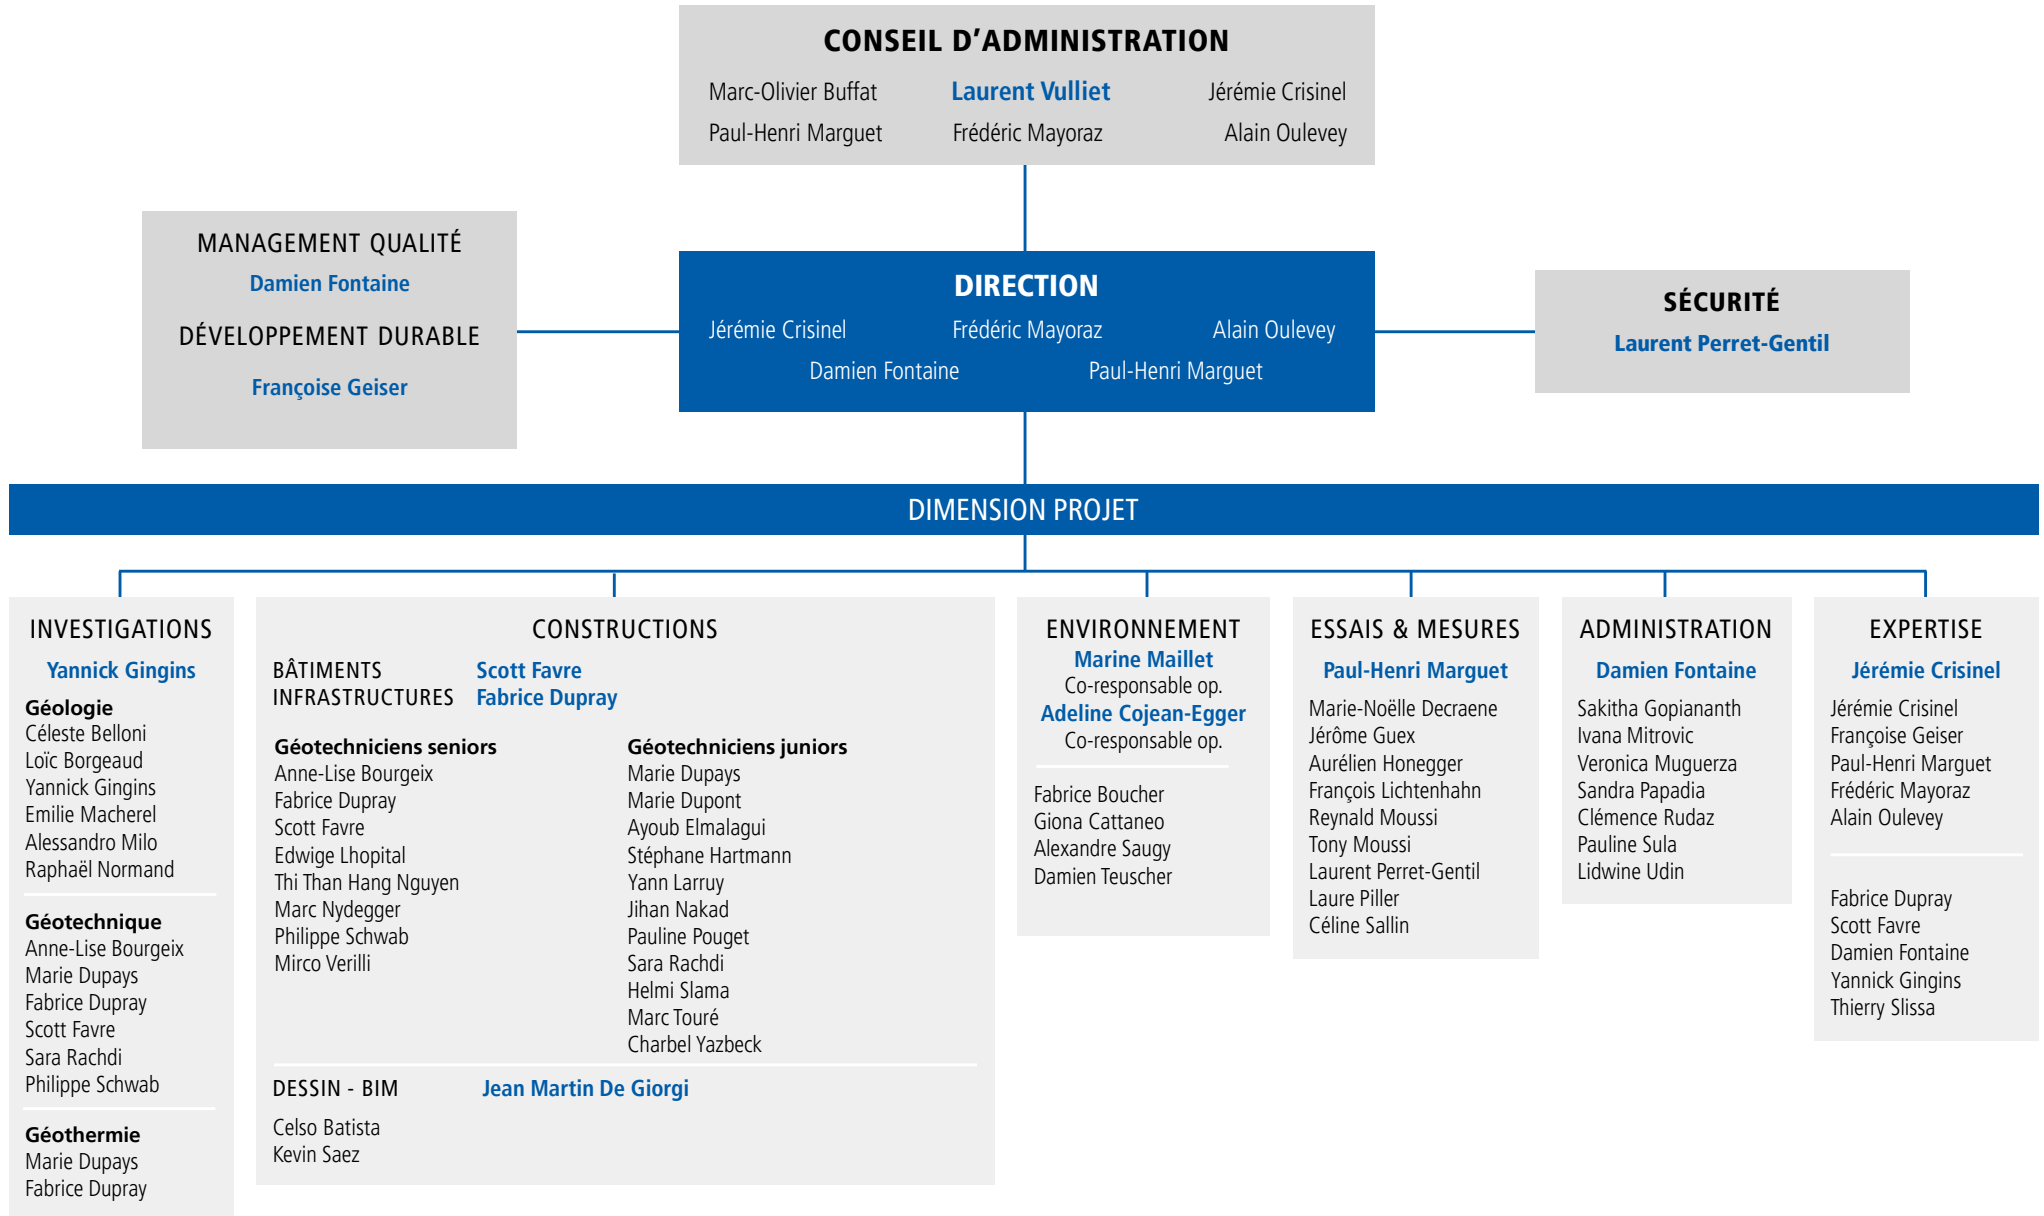 CONSEIL D'ADMINISTRATION
Marc-Olivier Buffat Laurent Vulliet Jérémie Crisinel
Paul-Henri Marguet Frédéric Mayoraz Alain Oulevey
MANAGEMENT QUALITÉ
Damien Fontaine
DÉVELOPPEMENT DURABLE
Françoise Geiser
DIRECTION
Jérémie Crisinel Frédéric Mayoraz Alain Oulevey
Damien Fontaine Paul-Henri Marguet
SÉCURITÉ
Laurent Perret-Gentil
DIMENSION PROJET
INVESTIGATIONS
Yannick Gingins
Géologie
Céleste Belloni
Loïc Borgeaud
Yannick Gingins
Emilie Macherel
Alessandro Milo
Raphaël Normand
Géotechnique
Anne-Lise Bourgeix
Marie Dupays
Fabrice Dupray
Scott Favre
Sara Rachdi
Philippe Schwab
Géothermie
Marie Dupays
Fabrice Dupray
CONSTRUCTIONS
BÂTIMENTS Scott Favre
INFRASTRUCTURES Fabrice Dupray
Géotechniciens seniors
Anne-Lise Bourgeix
Fabrice Dupray
Scott Favre
Edwige Lhopital
Thi Than Hang Nguyen
Marc Nydegger
Philippe Schwab
Mirco Verilli
Géotechniciens juniors
Marie Dupays
Marie Dupont
Ayoub Elmalagui
Stéphane Hartmann
Yann Larruy
Jihan Nakad
Pauline Pouget
Sara Rachdi
Helmi Slama
Marc Touré
Charbel Yazbeck
DESSIN - BIM Jean Martin De Giorgi
Celso Batista
Kevin Saez
ENVIRONNEMENT
Marine Maillet
Co-responsable op.
Adeline Cojean-Egger
Co-responsable op.
Fabrice Boucher
Giona Cattaneo
Alexandre Saugy
Damien Teuscher
ESSAIS & MESURES
Paul-Henri Marguet
Marie-Noëlle Decraene
Jérôme Guex
Aurélien Honegger
François Lichtenhahn
Reynald Moussi
Tony Moussi
Laurent Perret-Gentil
Laure Piller
Céline Sallin
ADMINISTRATION
Damien Fontaine
Sakitha Gopiananth
Ivana Mitrovic
Veronica Muguerza
Sandra Papadia
Clémence Rudaz
Pauline Sula
Lidwine Udin
EXPERTISE
Jérémie Crisinel
Jérémie Crisinel
Françoise Geiser
Paul-Henri Marguet
Frédéric Mayoraz
Alain Oulevey
Fabrice Dupray
Scott Favre
Damien Fontaine
Yannick Gingins
Thierry Slissa